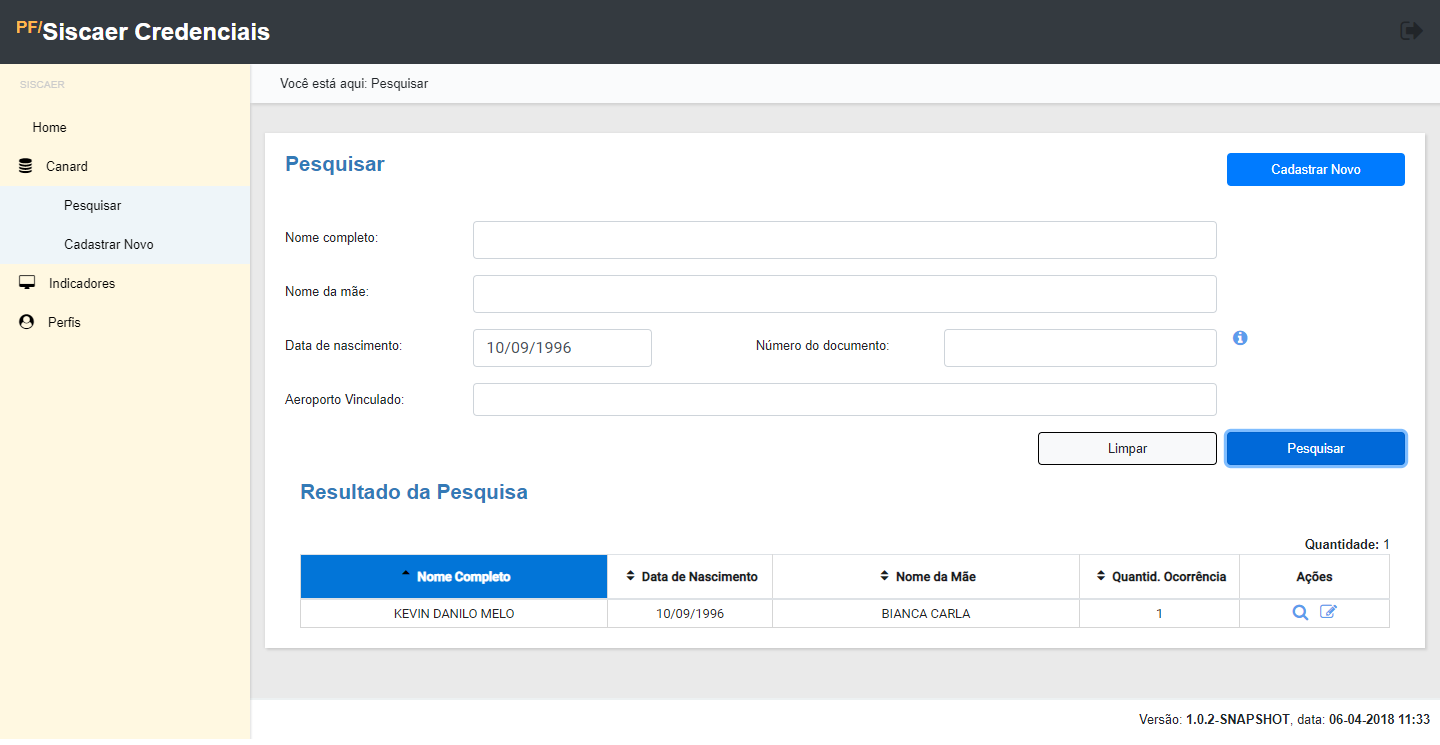 PF/Siscaer Credenciais
SISCAER
Home
Canard
Pesquisar
Cadastrar Novo
Indicadores
Perfis
Você está aqui: Pesquisar
Pesquisar
Cadastrar Novo
Nome completo:
Nome da mãe:
Data de nascimento: 10/09/1996 Número do documento:
Aeroporto Vinculado:
Limpar Pesquisar
Resultado da Pesquisa
Quantidade: 1
Nome Completo Data de Nascimento Nome da Mãe Quantid. Ocorrência Ações
KEVIN DANILO MELO 10/09/1996 BIANCA CARLA 1
Versão: 1.0.2-SNAPSHOT, data: 06-04-2018 11:33